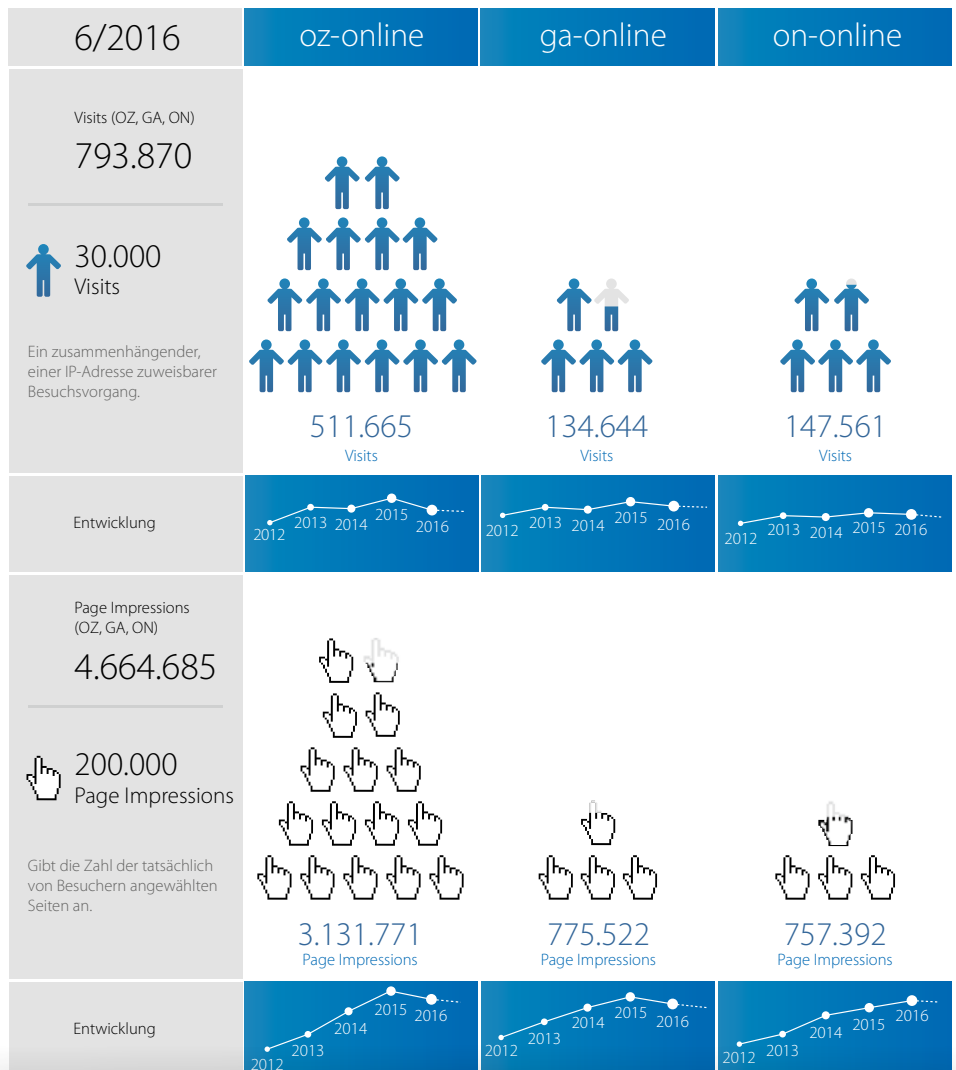 6/2016
oz-online
ga-online
on-online
Visits (OZ, GA, ON)
793.870
30.000
Visits
Ein zusammenhängender,
einer IP-Adresse zuweisbarer
Besuchsvorgang.
511.665
Visits
134.644
Visits
147.561
Visits
Entwicklung
2012
2013
2014
2015
2016
2012
2013
2014
2015
2016
2012
2013
2014
2015
2016
Page Impressions
(OZ, GA, ON)
4.664.685
200.000
Page Impressions
Gibt die Zahl der tatsächlich
von Besuchern angewählten
Seiten an.
3.131.771
Page Impressions
775.522
Page Impressions
757.392
Page Impressions
Entwicklung
2012
2013
2014
2015
2016
2012
2013
2014
2015
2016
2012
2013
2014
2015
2016